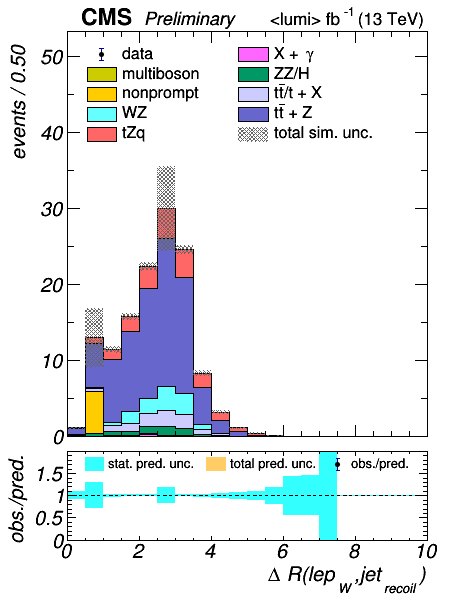 CMS Preliminary <lumi> fb⁻¹ (13 TeV)
events / 0.50
50
40
30
20
10
0
data
multiboson
nonprompt
WZ
tZq
X + γ
ZZ/H
tt̄/t + X
tt̄ + Z
total sim. unc.
obs./pred.
1.5
1
0.5
0
stat. pred. unc. total pred. unc. obs./pred.
0 2 4 6 8 10
Δ R(lep_W,jet_recoil)